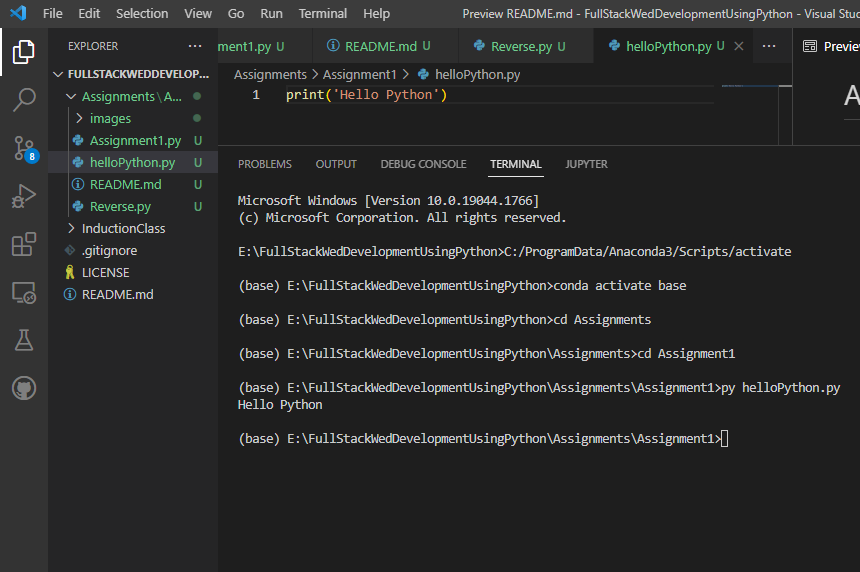 File Edit Selection View Go Run Terminal Help Preview README.md - FullStackWedDevelopmentUsingPython - Visual Stu
EXPLORER ···
FULLSTACKWEDDEVELOP...
Assignments\A...
images
Assignment1.py U
helloPython.py U
README.md U
Reverse.py U
InductionClass
.gitignore
LICENSE
README.md
8
ment1.py U README.md U Reverse.py U helloPython.py U ··· Preview
Assignments > Assignment1 > helloPython.py
1 print('Hello Python')
A
PROBLEMS OUTPUT DEBUG CONSOLE TERMINAL JUPYTER
Microsoft Windows [Version 10.0.19044.1766]
(c) Microsoft Corporation. All rights reserved.
E:\FullStackWedDevelopmentUsingPython>C:/ProgramData/Anaconda3/Scripts/activate
(base) E:\FullStackWedDevelopmentUsingPython>conda activate base
(base) E:\FullStackWedDevelopmentUsingPython>cd Assignments
(base) E:\FullStackWedDevelopmentUsingPython\Assignments>cd Assignment1
(base) E:\FullStackWedDevelopmentUsingPython\Assignments\Assignment1>py helloPython.py
Hello Python
(base) E:\FullStackWedDevelopmentUsingPython\Assignments\Assignment1>